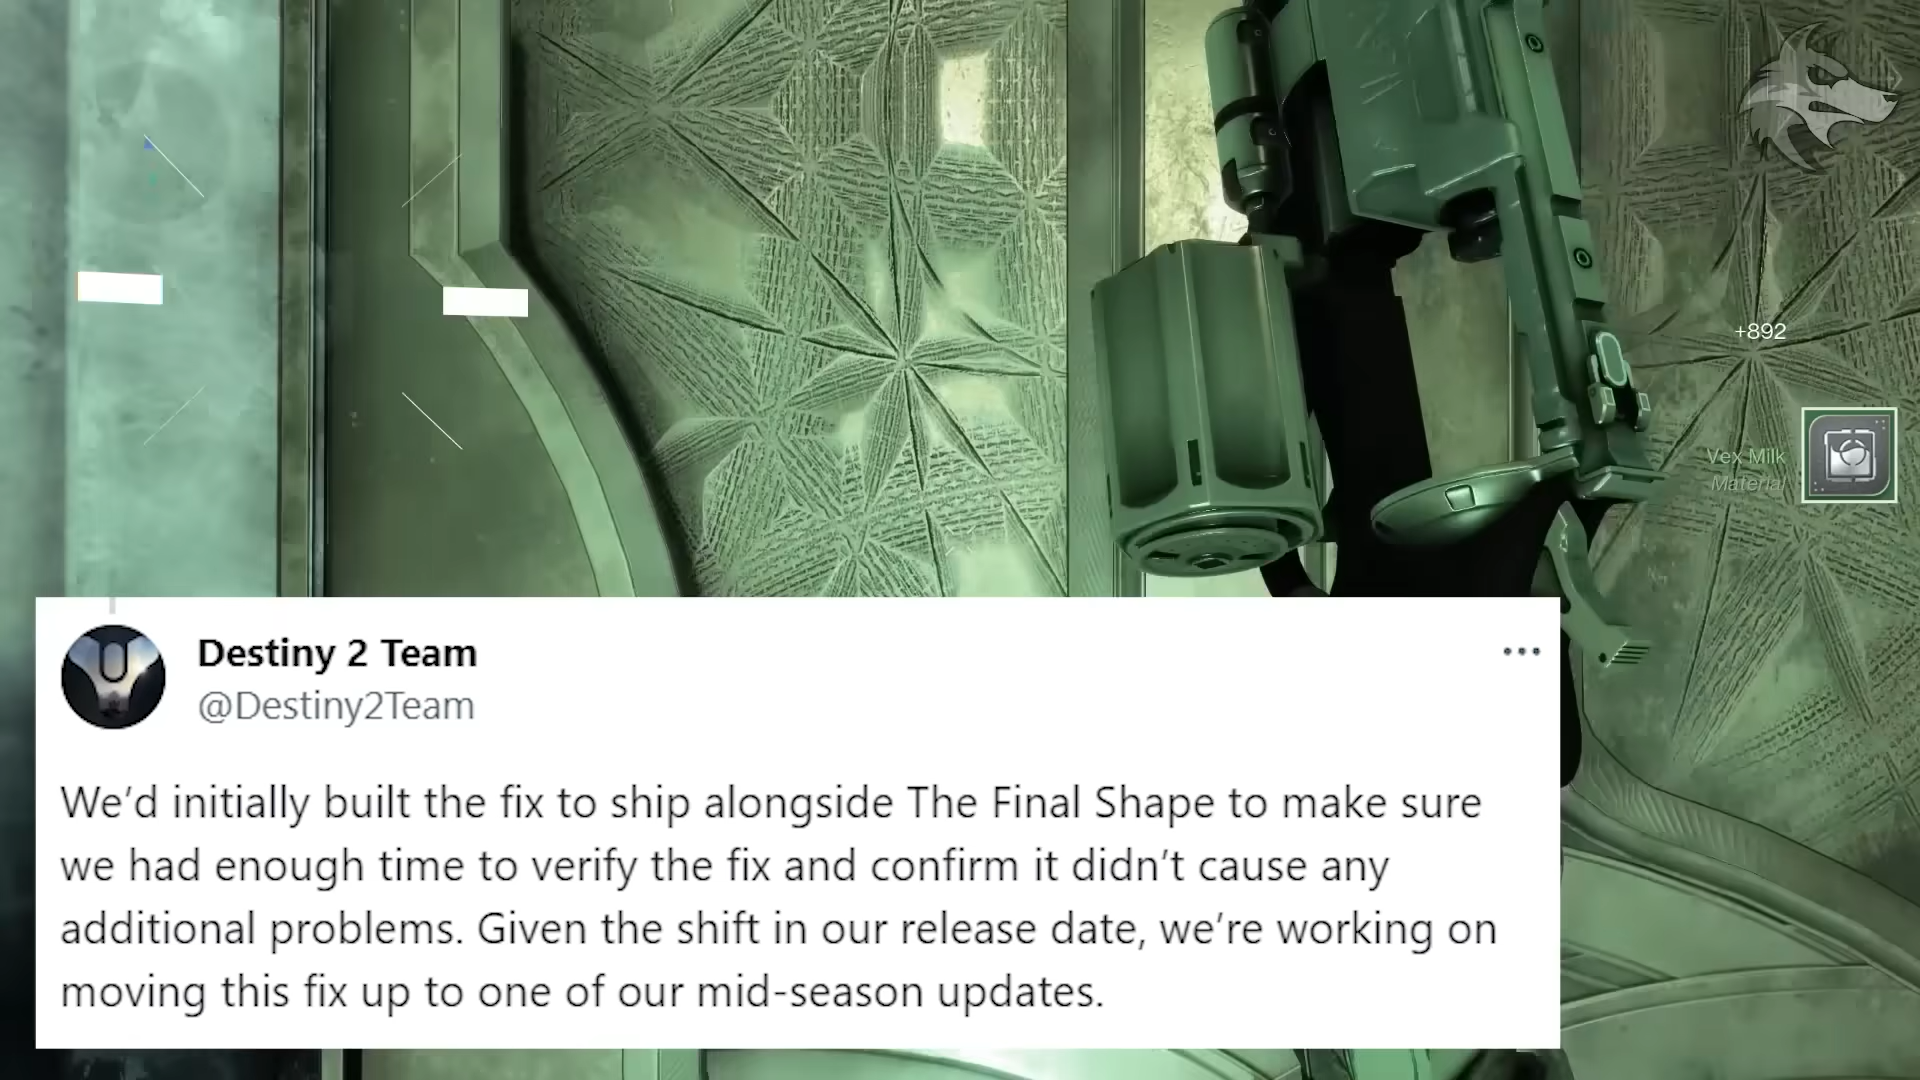 +892
Vex Milk
Material
Destiny 2 Team
@Destiny2Team
We’d initially built the fix to ship alongside The Final Shape to make sure
we had enough time to verify the fix and confirm it didn’t cause any
additional problems. Given the shift in our release date, we’re working on
moving this fix up to one of our mid-season updates.